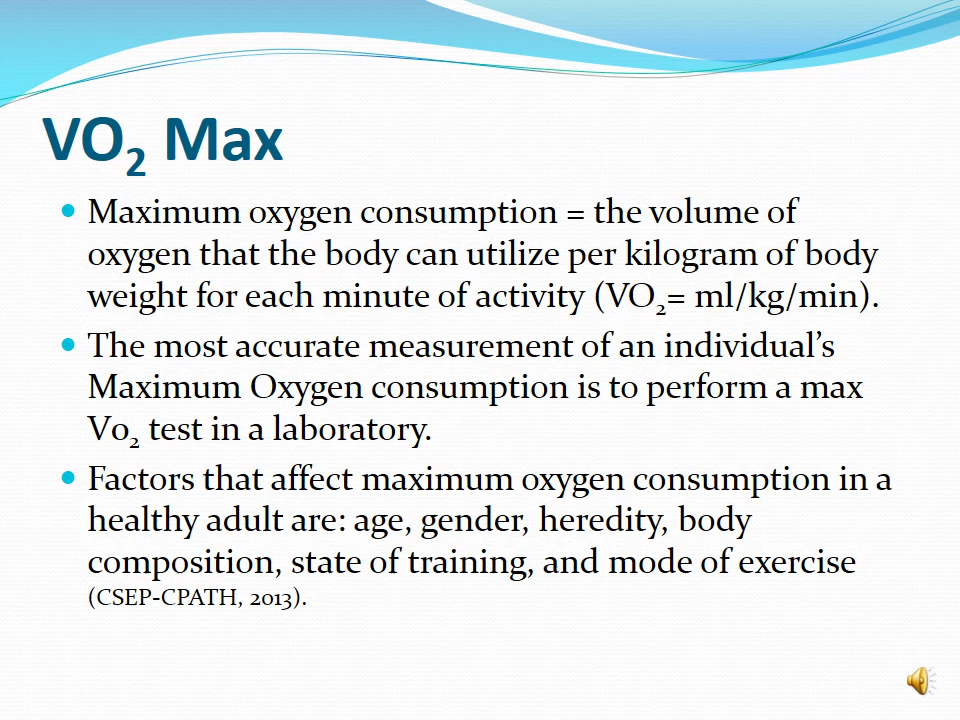 VO₂ Max
• Maximum oxygen consumption = the volume of
oxygen that the body can utilize per kilogram of body
weight for each minute of activity (VO₂= ml/kg/min).
• The most accurate measurement of an individual’s
Maximum Oxygen consumption is to perform a max
Vo₂ test in a laboratory.
• Factors that affect maximum oxygen consumption in a
healthy adult are: age, gender, heredity, body
composition, state of training, and mode of exercise
(CSEP-CPATH, 2013).